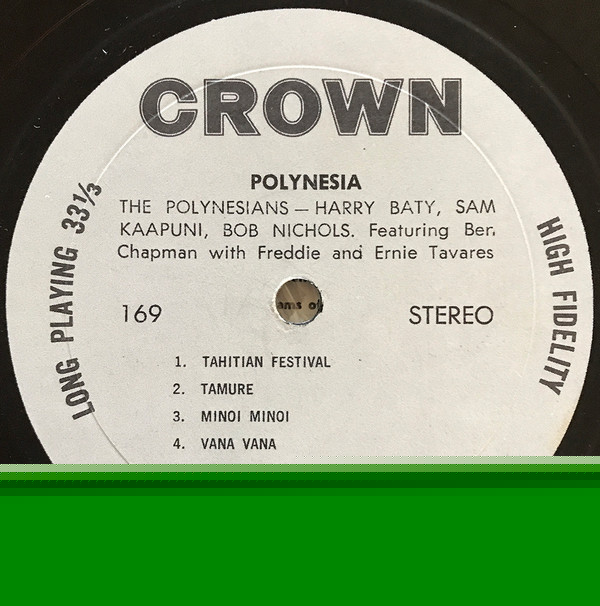 CROWN
POLYNESIA
THE POLYNESIANS — HARRY BATY, SAM
KAAPUNI, BOB NICHOLS. Featuring Ben
Chapman with Freddie and Ernie Tavares
LONG PLAYING 33⅓
HIGH FIDELITY
169
STEREO
1. TAHITIAN FESTIVAL
2. TAMURE
3. MINOI MINOI
4. VANA VANA